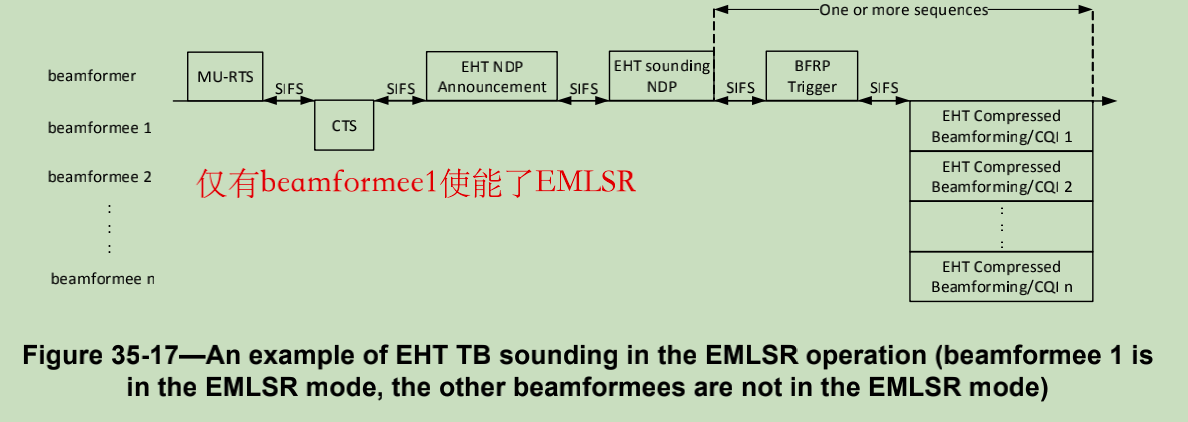 One or more sequences
beamformer
MU-RTS
SIFS
SIFS
EHT NDP
Announcement
SIFS
EHT sounding
NDP
SIFS
BFRP
Trigger
SIFS
beamformee 1
CTS
EHT Compressed
Beamforming/CQI 1
beamformee 2
仅有beamformee1使能了EMLSR
EHT Compressed
Beamforming/CQI 2
:
:
:
:
:
:
beamformee n
EHT Compressed
Beamforming/CQI n
Figure 35-17—An example of EHT TB sounding in the EMLSR operation (beamformee 1 is
in the EMLSR mode, the other beamformees are not in the EMLSR mode)